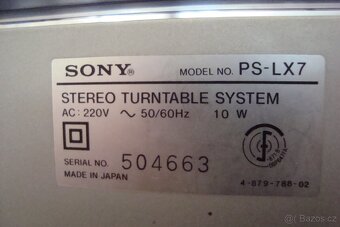 SONY® MODEL NO. PS-LX7
STEREO TURNTABLE SYSTEM
AC: 220V ～ 50/60Hz 10 W
SERIAL NO. 504663
MADE IN JAPAN
4-879-788-02
bazos.cz